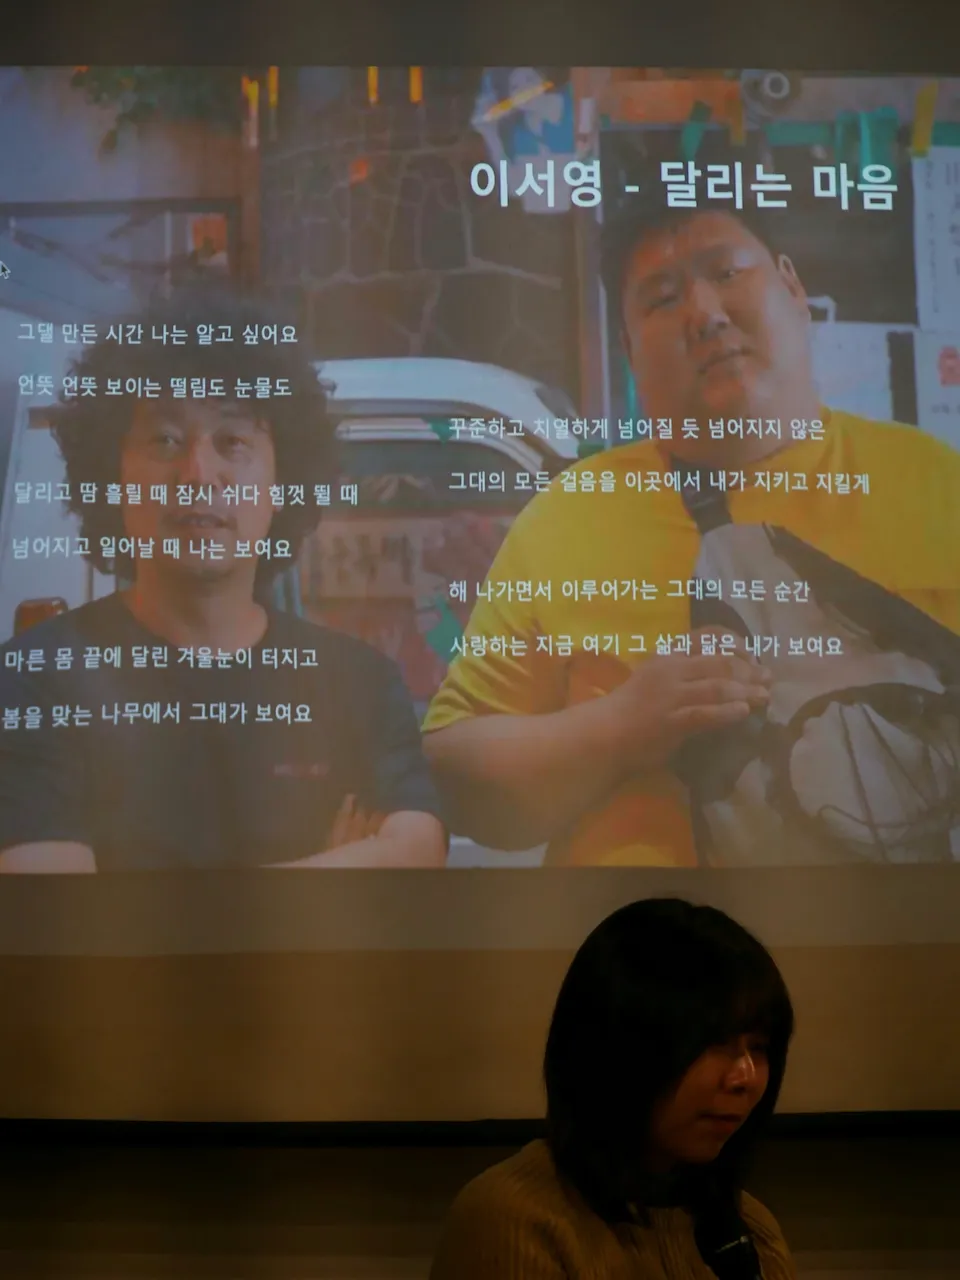 이서영 - 달리는 마음
그댈 만든 시간 나는 알고 싶어요
언뜻 언뜻 보이는 떨림도 눈물도
달리고 땀 흘릴 때 잠시 쉬다 힘껏 뛸 때
넘어지고 일어날 때 나는 보여요
마른 몸 끝에 달린 겨울눈이 터지고
봄을 맞는 나무에서 그대가 보여요
꾸준하고 치열하게 넘어질 듯 넘어지지 않은
그대의 모든 걸음을 이곳에서 내가 지키고 지킬게
해 나가면서 이루어가는 그대의 모든 순간
사랑하는 지금 여기 그 삶과 닮은 내가 보여요